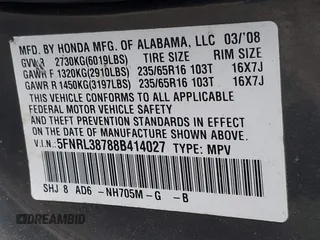 MFD. BY HONDA MFG. OF ALABAMA, LLC 03/'08
GVWR 2730KG(6019LBS) TIRE SIZE RIM SIZE
GAWR F 1320KG(2910LBS) 235/65R16 103T 16X7J
GAWR R 1450KG(3197LBS) 235/65R16 103T 16X7J
THIS VEHICLE CONFORMS TO ALL APPLICABLE
FEDERAL MOTOR VEHICLE SAFETY, BUMPER,
AND THEFT PREVENTION STANDARDS IN EFFECT
ON THE DATE OF MANUFACTURE SHOWN ABOVE.
V.I.N: 5FNRL38788B414027 TYPE: MPV
SHJ 8 AD6 -NH705M-G -B
DREAMBID